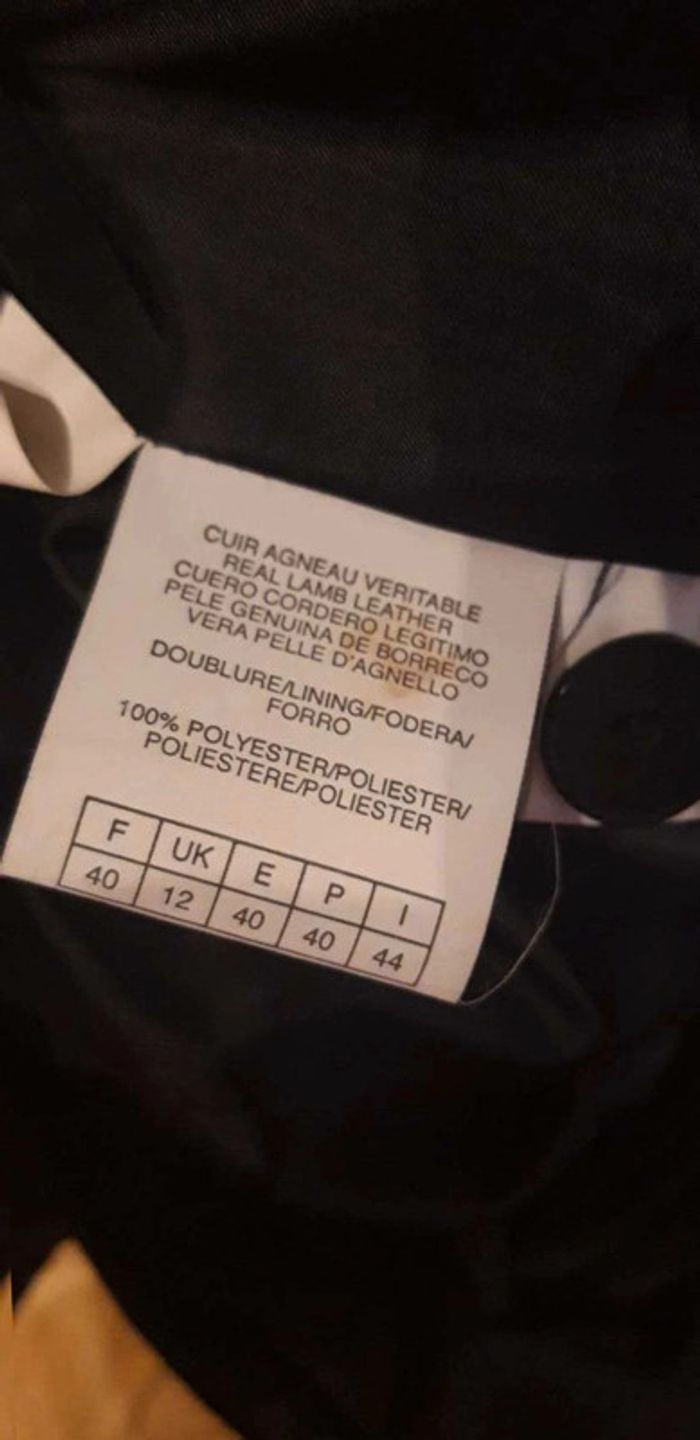 CUIR AGNEAU VERITABLE
REAL LAMB LEATHER
CUERO CORDERO LEGITIMO
PELE GENUINA DE BORRECO
VERA PELLE D'AGNELLO
DOUBLURE/LINING/FODERA/
FORRO
100% POLYESTER/POLIESTER/
POLIESTERE/POLIESTER
F UK E P I
40 12 40 40 44